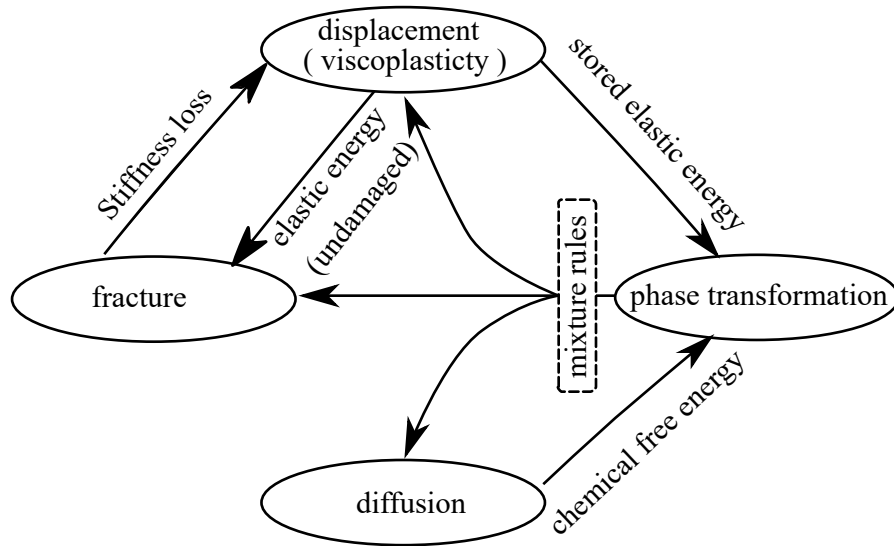 displacement
( viscoplasticty )
stored elastic energy
Stiffness loss
elastic energy
(undamaged)
fracture
mixture rules
phase transformation
chemical free energy
diffusion